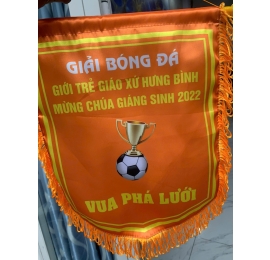 GIẢI BÓNG ĐÁ
GIỚI TRẺ GIÁO XỨ HƯNG BÌNH
MỪNG CHÚA GIÁNG SINH 2022
VUA PHÁ LƯỚI